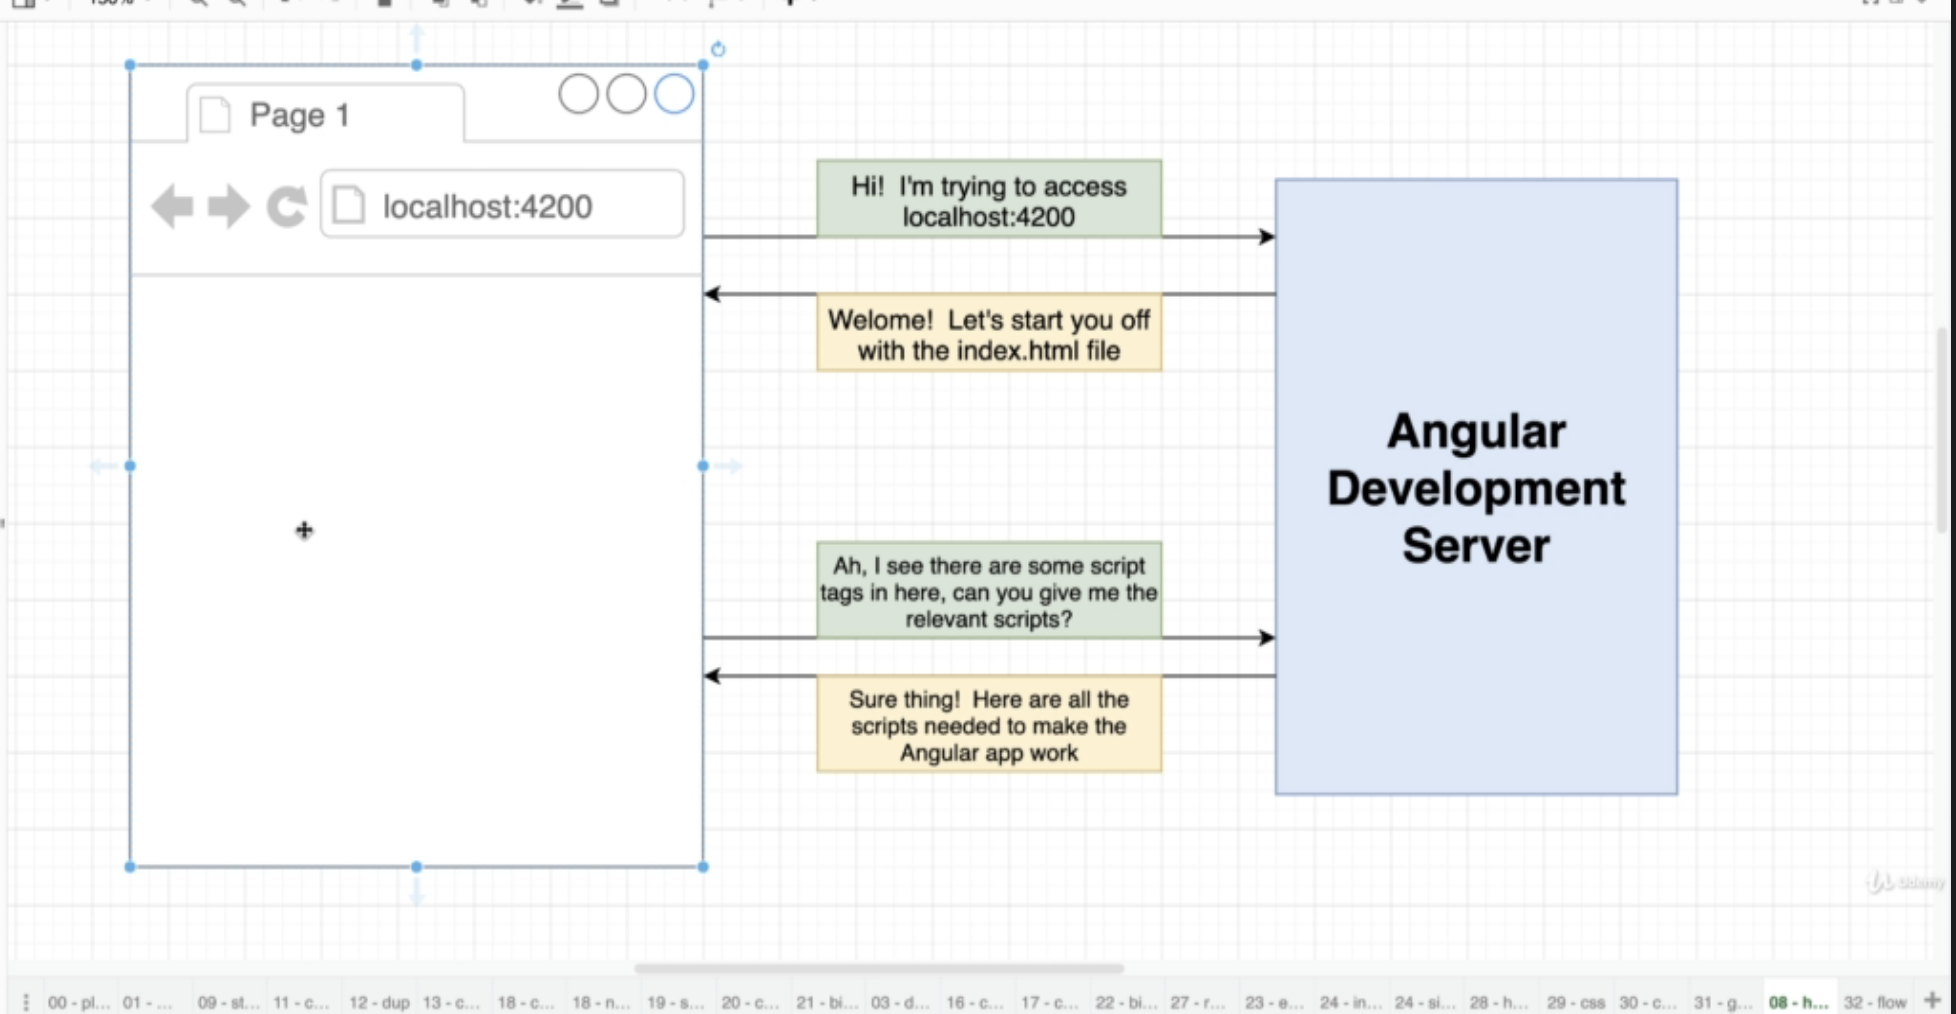 Page 1
localhost:4200
Hi! I'm trying to access
localhost:4200
Welome! Let's start you off
with the index.html file
Angular
Development
Server
Ah, I see there are some script
tags in here, can you give me the
relevant scripts?
Sure thing! Here are all the
scripts needed to make the
Angular app work
Udemy
00 - pl... 01 - ... 09 - st... 11 - c... 12 - dup 13 - c... 18 - c... 18 - n... 19 - s... 20 - c... 21 - bi... 03 - d... 16 - c... 17 - c... 22 - bi... 27 - r... 23 - e... 24 - in... 24 - si... 28 - h... 29 - css 30 - c... 31 - g... 08 - h... 32 - flow